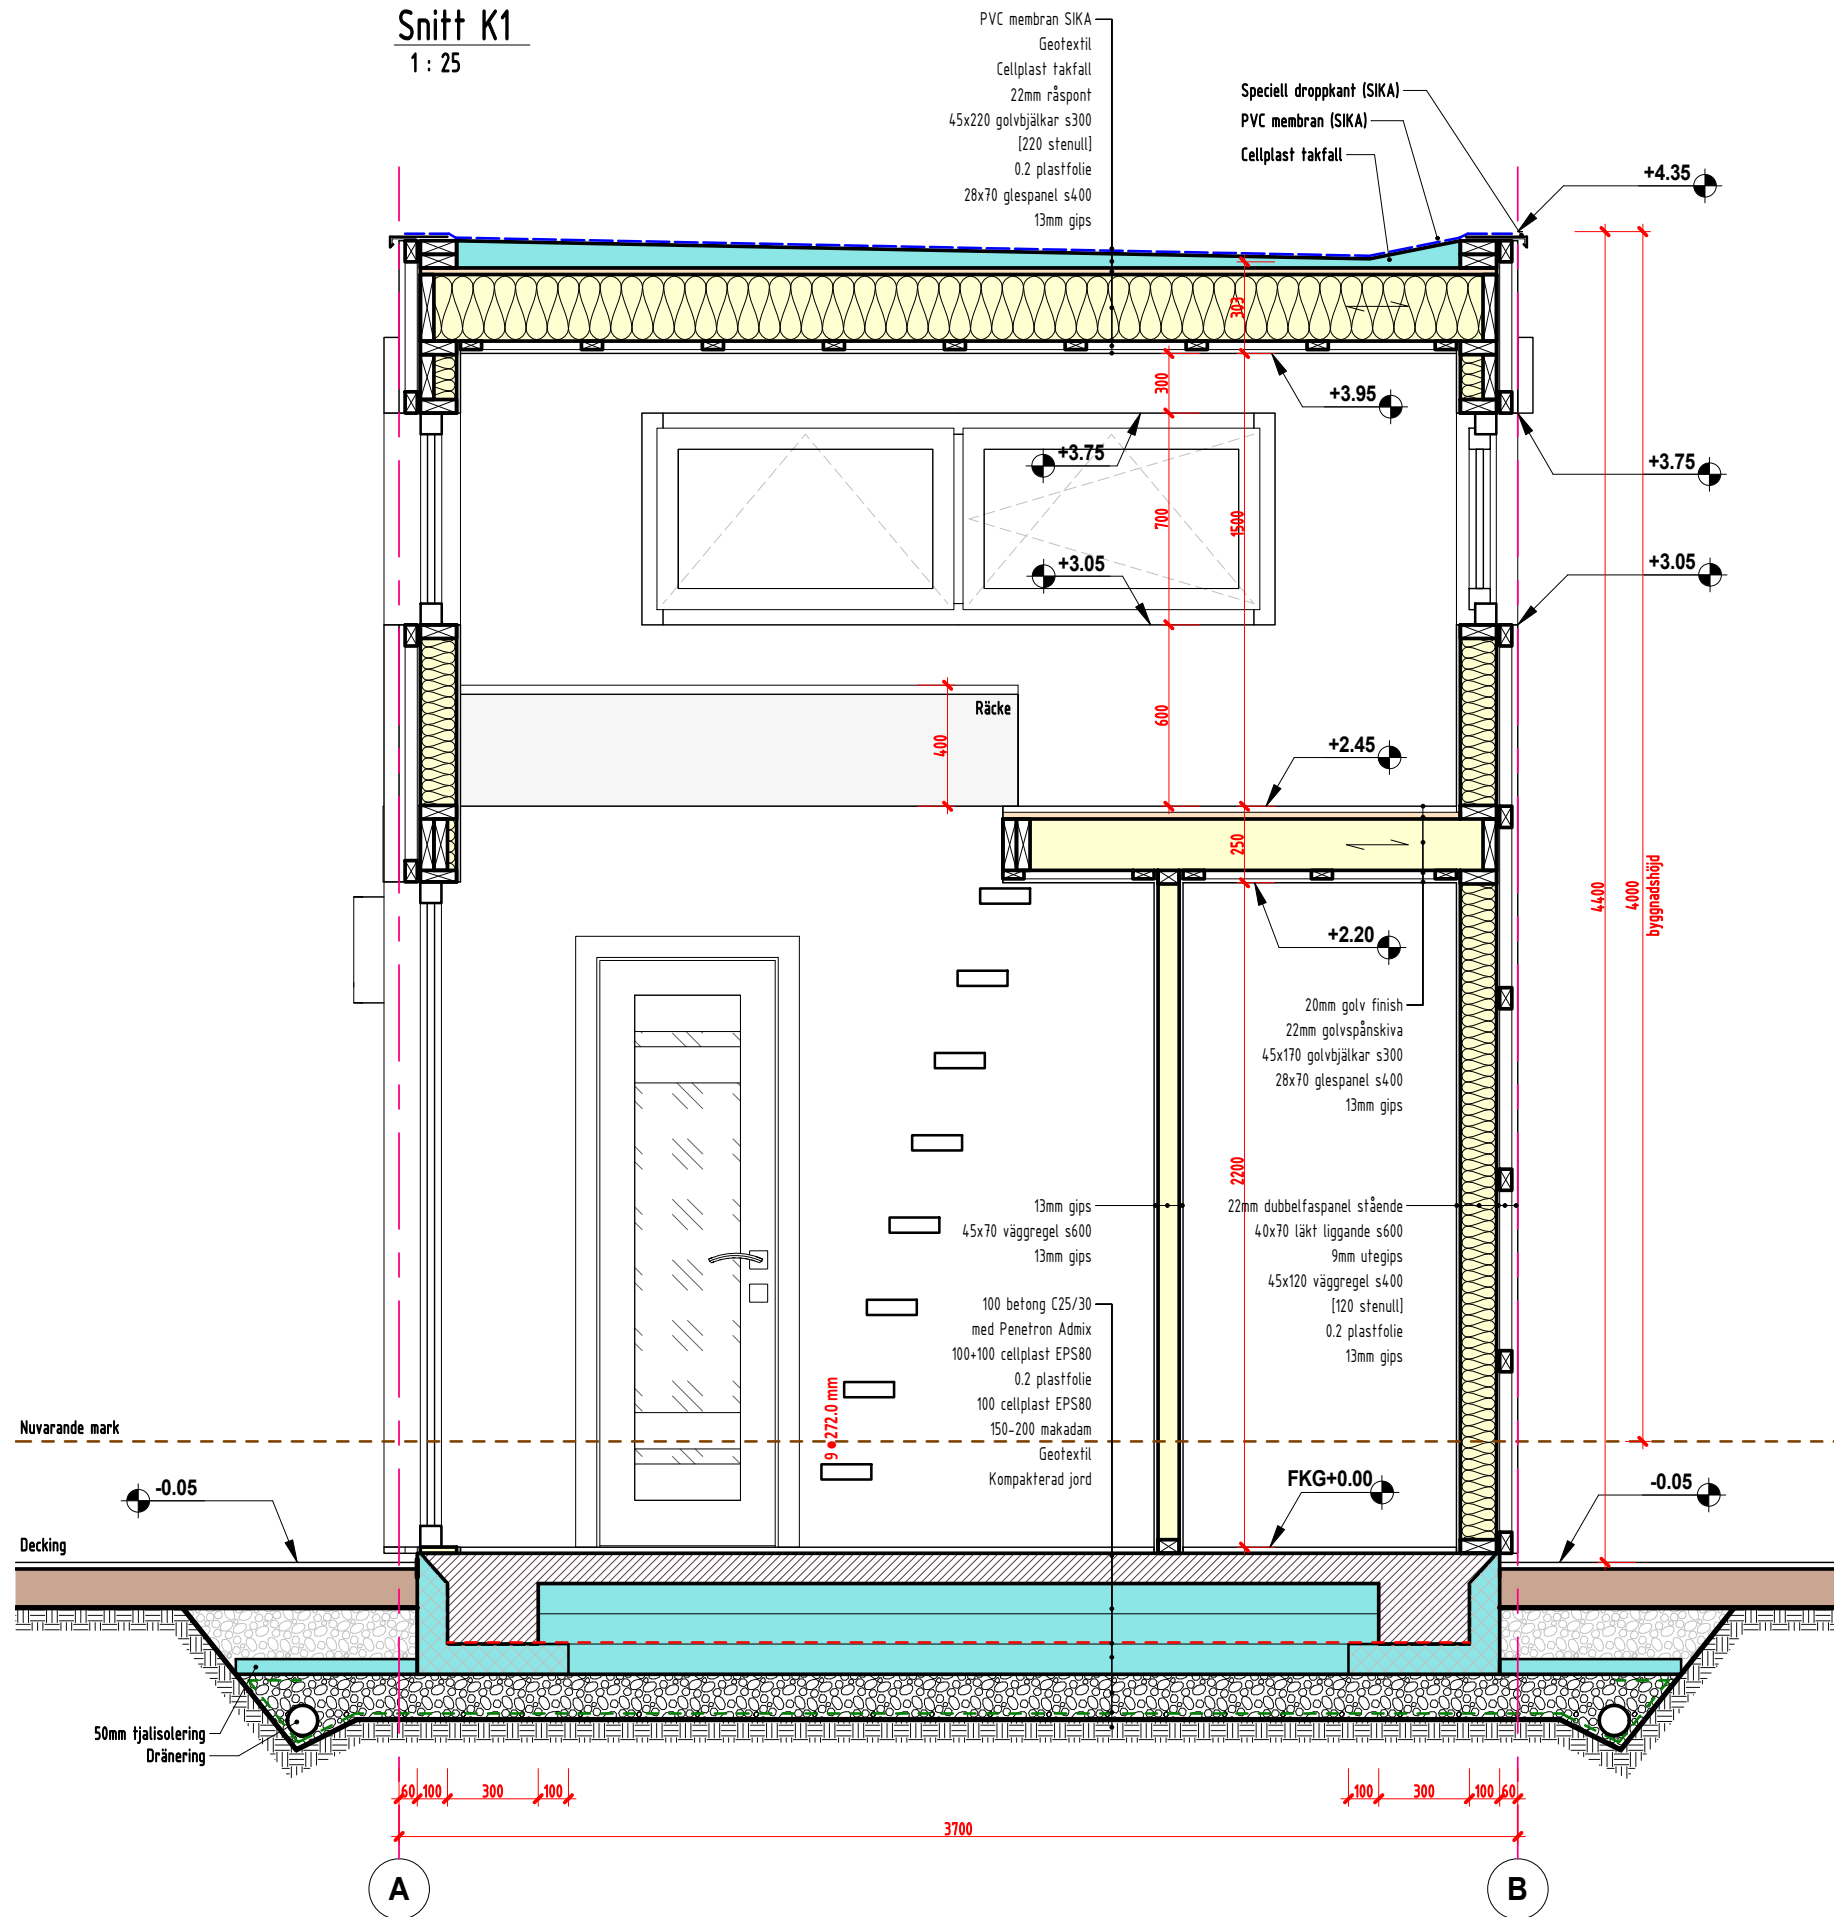 Snitt K1
1 : 25
PVC membran SIKA
Geotextil
Cellplast takfall
22mm råspont
45x220 golvbjälkar s300
[220 stenull]
0.2 plastfolie
28x70 glespanel s400
13mm gips
Speciell droppkant (SIKA)
PVC membran (SIKA)
Cellplast takfall
+4.35
303
300
+3.95
+3.75
+3.75
700
1500
+3.05
+3.05
Räcke
400
600
+2.45
250
4400
4000
byggnadshöjd
+2.20
20mm golv finish
22mm golvspånskiva
45x170 golvbjälkar s300
28x70 glespanel s400
13mm gips
2200
13mm gips
45x70 väggregel s600
13mm gips
22mm dubbelfaspanel stående
40x70 läkt liggande s600
9mm utegips
45x120 väggregel s400
[120 stenull]
0.2 plastfolie
13mm gips
100 betong C25/30
med Penetron Admix
100+100 cellplast EPS80
0.2 plastfolie
100 cellplast EPS80
150-200 makadam
Geotextil
Kompakterad jord
9●272.0 mm
Nuvarande mark
-0.05
FKG+0.00
-0.05
Decking
50mm tjalisolering
Dränering
60 100 300 100
100 300 100 60
3700
A
B